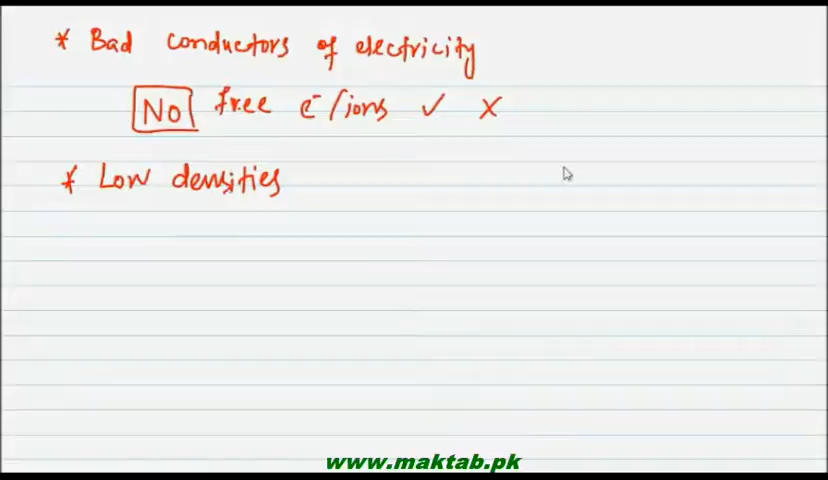 * Bad conductors of electricity
No free e⁻/ions ✓ X
* Low densities
www.maktab.pk